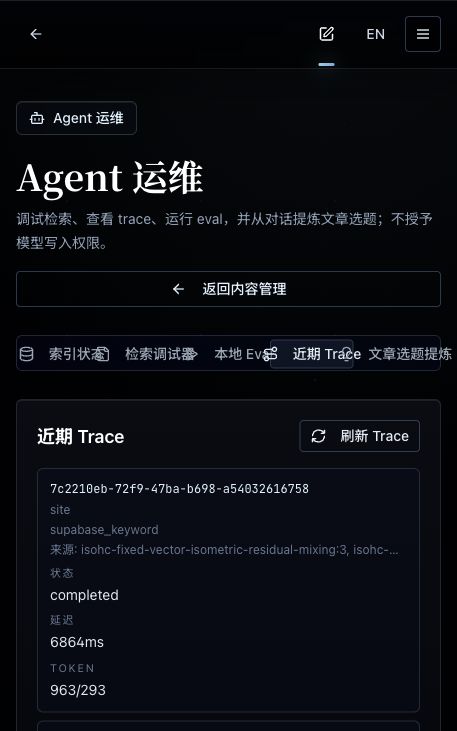 EN
Agent 运维
Agent 运维
调试检索、查看 trace、运行 eval，并从对话提炼文章选题；不授予
模型写入权限。
返回内容管理
索引状态 检索调试器 本地 Eval 近期 Trace 文章选题提炼
近期 Trace 刷新 Trace
7c2210eb-72f9-47ba-b698-a54032616758
site
supabase_keyword
来源: isohc-fixed-vector-isometric-residual-mixing:3, isohc-...
状态
completed
延迟
6864ms
TOKEN
963/293